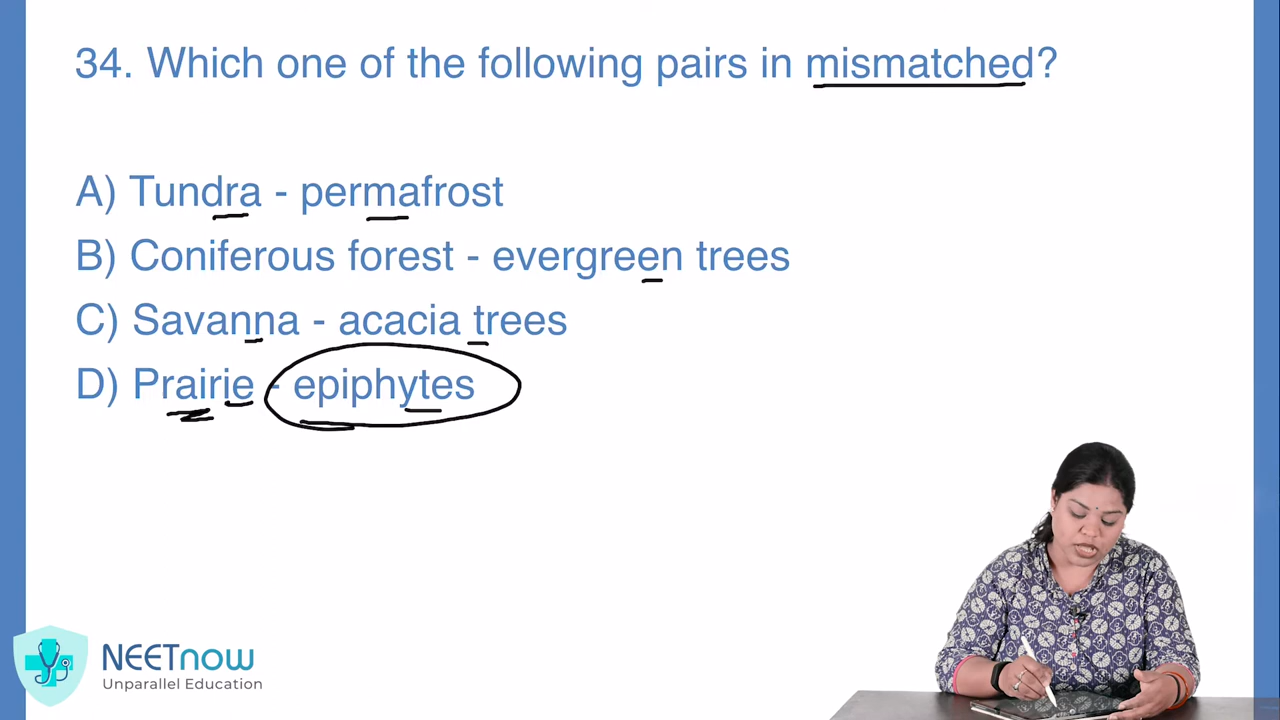 34. Which one of the following pairs in mismatched?
A) Tundra - permafrost
B) Coniferous forest - evergreen trees
C) Savanna - acacia trees
D) Prairie - epiphytes
NEETnow
Unparallel Education